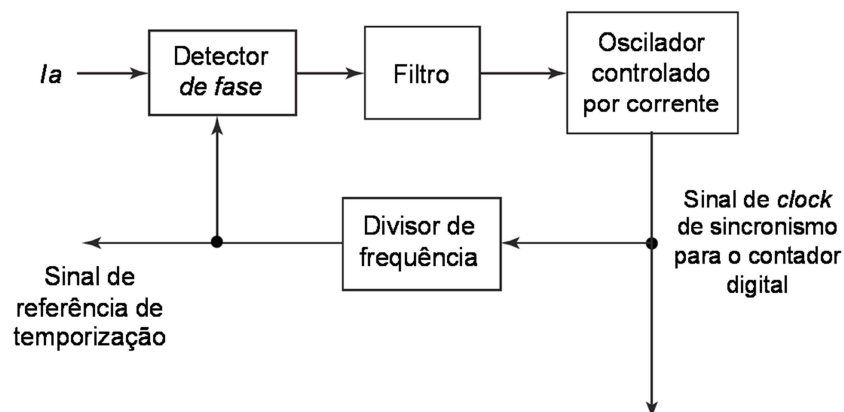 Ia
Detector
de fase
Filtro
Oscilador
controlado
por corrente
Divisor de
frequência
Sinal de clock
de sincronismo
para o contador
digital
Sinal de
referência de
temporização